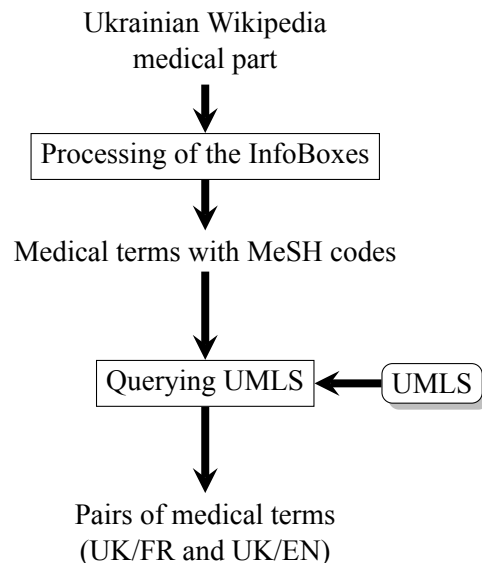 Ukrainian Wikipedia
medical part
Processing of the InfoBoxes
Medical terms with MeSH codes
Querying UMLS
UMLS
Pairs of medical terms
(UK/FR and UK/EN)